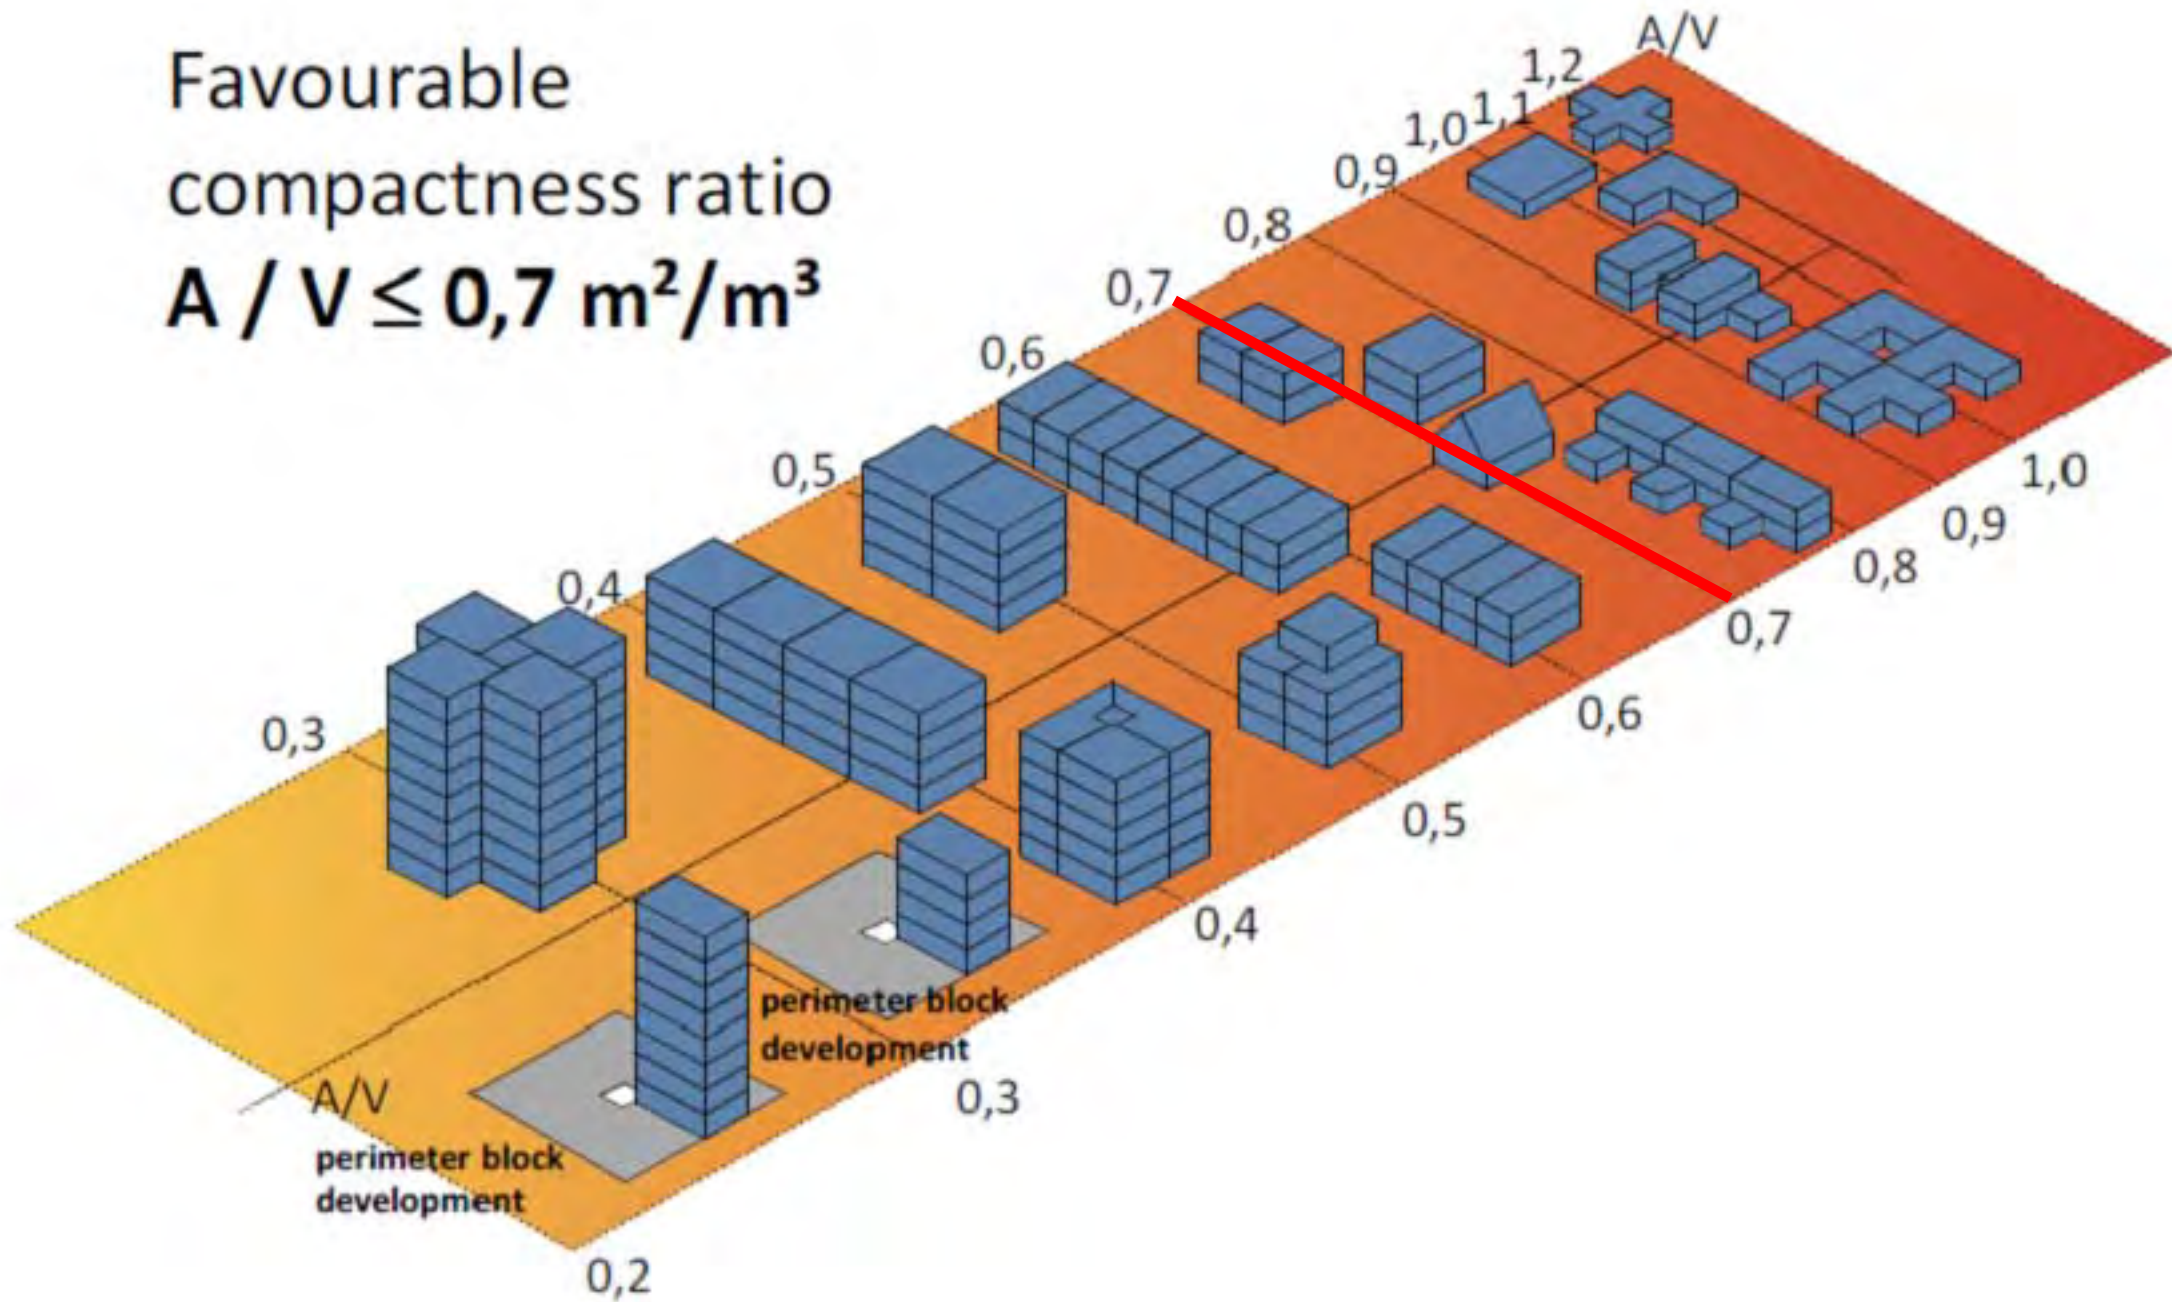 Favourable
compactness ratio
A / V ≤ 0,7 m²/m³
A/V
1,2
1,1
1,0
0,9
0,8
0,7
0,6
0,5
0,4
0,3
1,0
0,9
0,8
0,7
0,6
0,5
0,4
0,3
0,2
perimeter block
development
A/V
perimeter block
development